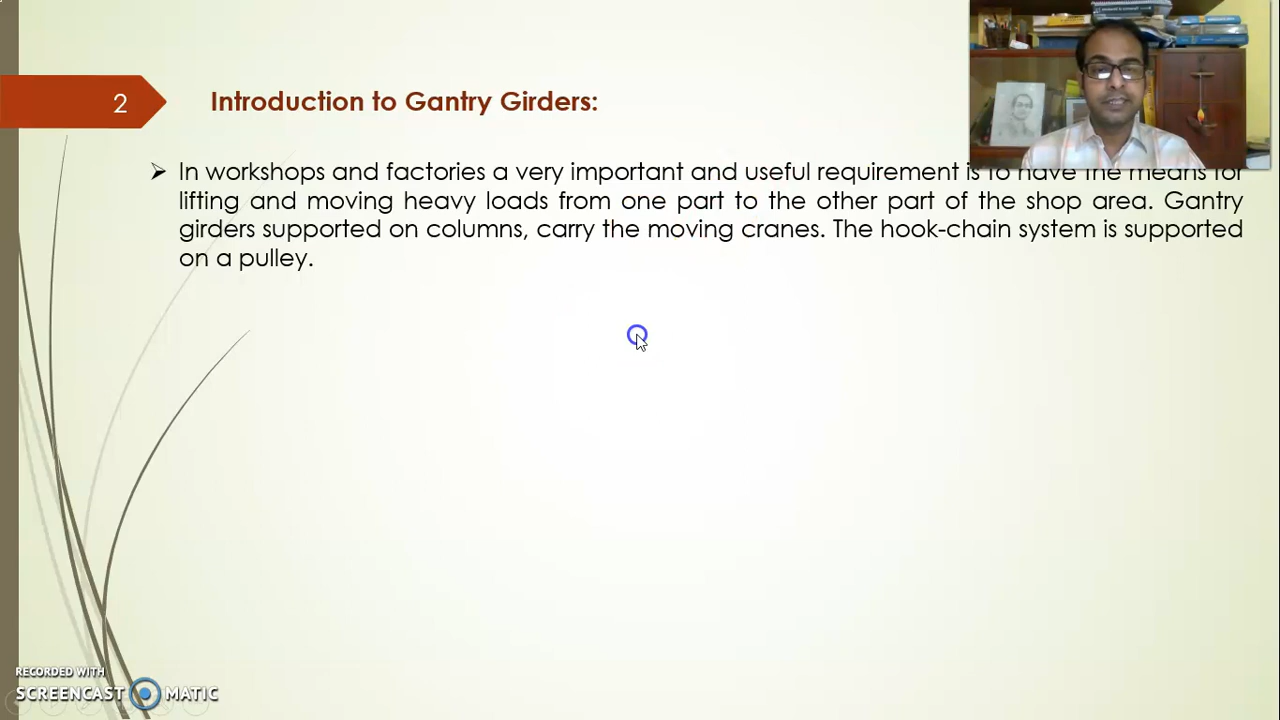 2
Introduction to Gantry Girders:
In workshops and factories a very important and useful requirement is to have the means for
lifting and moving heavy loads from one part to the other part of the shop area. Gantry
girders supported on columns, carry the moving cranes. The hook-chain system is supported
on a pulley.
RECORDED WITH
SCREENCAST MATIC